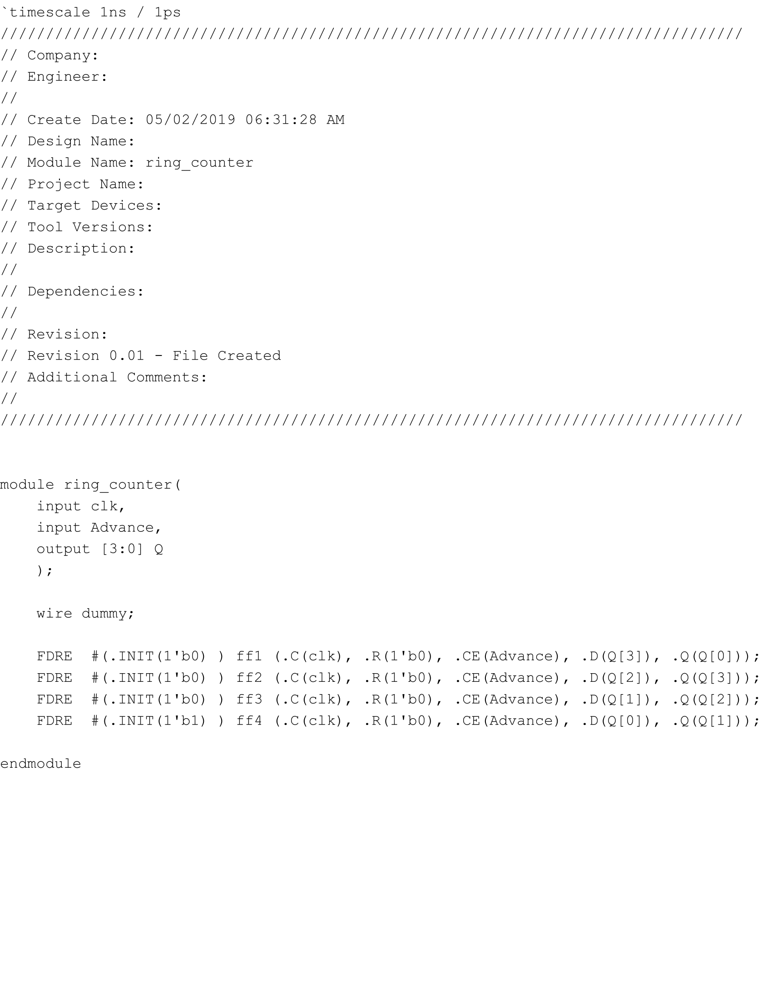 `timescale 1ns / 1ps
//////////////////////////////////////////////////////////////////////////////////
// Company:
// Engineer:
//
// Create Date: 05/02/2019 06:31:28 AM
// Design Name:
// Module Name: ring_counter
// Project Name:
// Target Devices:
// Tool Versions:
// Description:
//
// Dependencies:
//
// Revision:
// Revision 0.01 - File Created
// Additional Comments:
//
//////////////////////////////////////////////////////////////////////////////////
module ring_counter(
    input clk,
    input Advance,
    output [3:0] Q
    );
    wire dummy;
    FDRE  #(.INIT(1'b0) ) ff1 (.C(clk), .R(1'b0), .CE(Advance), .D(Q[3]), .Q(Q[0]));
    FDRE  #(.INIT(1'b0) ) ff2 (.C(clk), .R(1'b0), .CE(Advance), .D(Q[2]), .Q(Q[3]));
    FDRE  #(.INIT(1'b0) ) ff3 (.C(clk), .R(1'b0), .CE(Advance), .D(Q[1]), .Q(Q[2]));
    FDRE  #(.INIT(1'b1) ) ff4 (.C(clk), .R(1'b0), .CE(Advance), .D(Q[0]), .Q(Q[1]));
endmodule